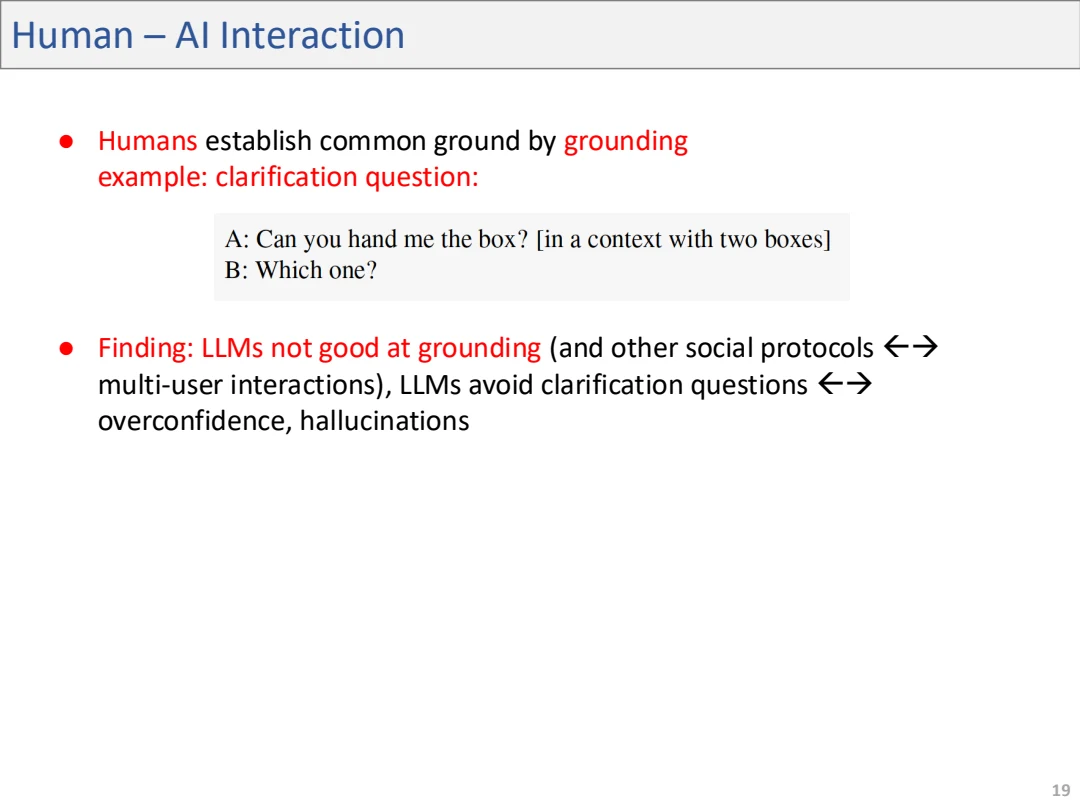 Human – AI Interaction
● Humans establish common ground by grounding
example: clarification question:
A: Can you hand me the box? [in a context with two boxes]
B: Which one?
● Finding: LLMs not good at grounding (and other social protocols ←→
multi-user interactions), LLMs avoid clarification questions ←→
overconfidence, hallucinations
19